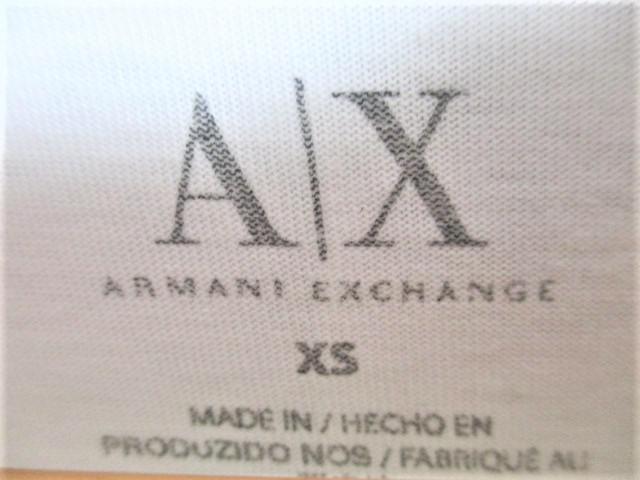 A|X
ARMANI EXCHANGE
XS
MADE IN / HECHO EN
PRODUZIDO NOS / FABRIQUÉ AU